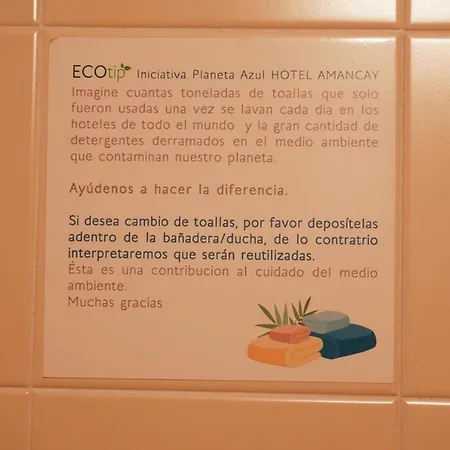 ECOtip Iniciativa Planeta Azul HOTEL AMANCAY
Imagine cuantas toneladas de toallas que solo
fueron usadas una vez se lavan cada día en los
hoteles de todo el mundo y la gran cantidad de
detergentes derramados en el medio ambiente
que contaminan nuestro planeta.
Ayúdenos a hacer la diferencia.
Si desea cambio de toallas, por favor deposítelas
adentro de la bañadera/ducha, de lo contratrio
interpretaremos que serán reutilizadas.
Ésta es una contribucion al cuidado del medio
ambiente.
Muchas gracias